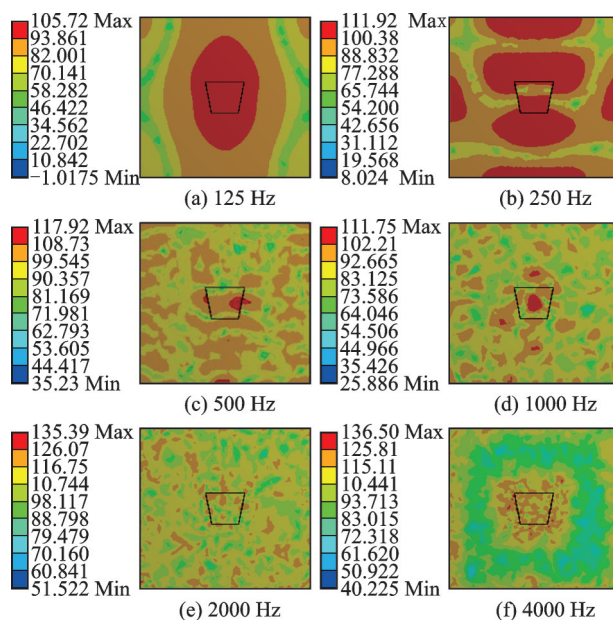 105.72 Max
93.861
82.001
70.141
58.282
46.422
34.562
22.702
10.842
−1.0175 Min
(a) 125 Hz
111.92 Max
100.38
88.832
77.288
65.744
54.200
42.656
31.112
19.568
8.024 Min
(b) 250 Hz
117.92 Max
108.73
99.545
90.357
81.169
71.981
62.793
53.605
44.417
35.23 Min
(c) 500 Hz
111.75 Max
102.21
92.665
83.125
73.586
64.046
54.506
44.966
35.426
25.886 Min
(d) 1000 Hz
135.39 Max
126.07
116.75
10.744
98.117
88.798
79.479
70.160
60.841
51.522 Min
(e) 2000 Hz
136.50 Max
125.81
15.11
10.441
93.713
83.015
72.318
61.620
50.922
40.225 Min
(f) 4000 Hz